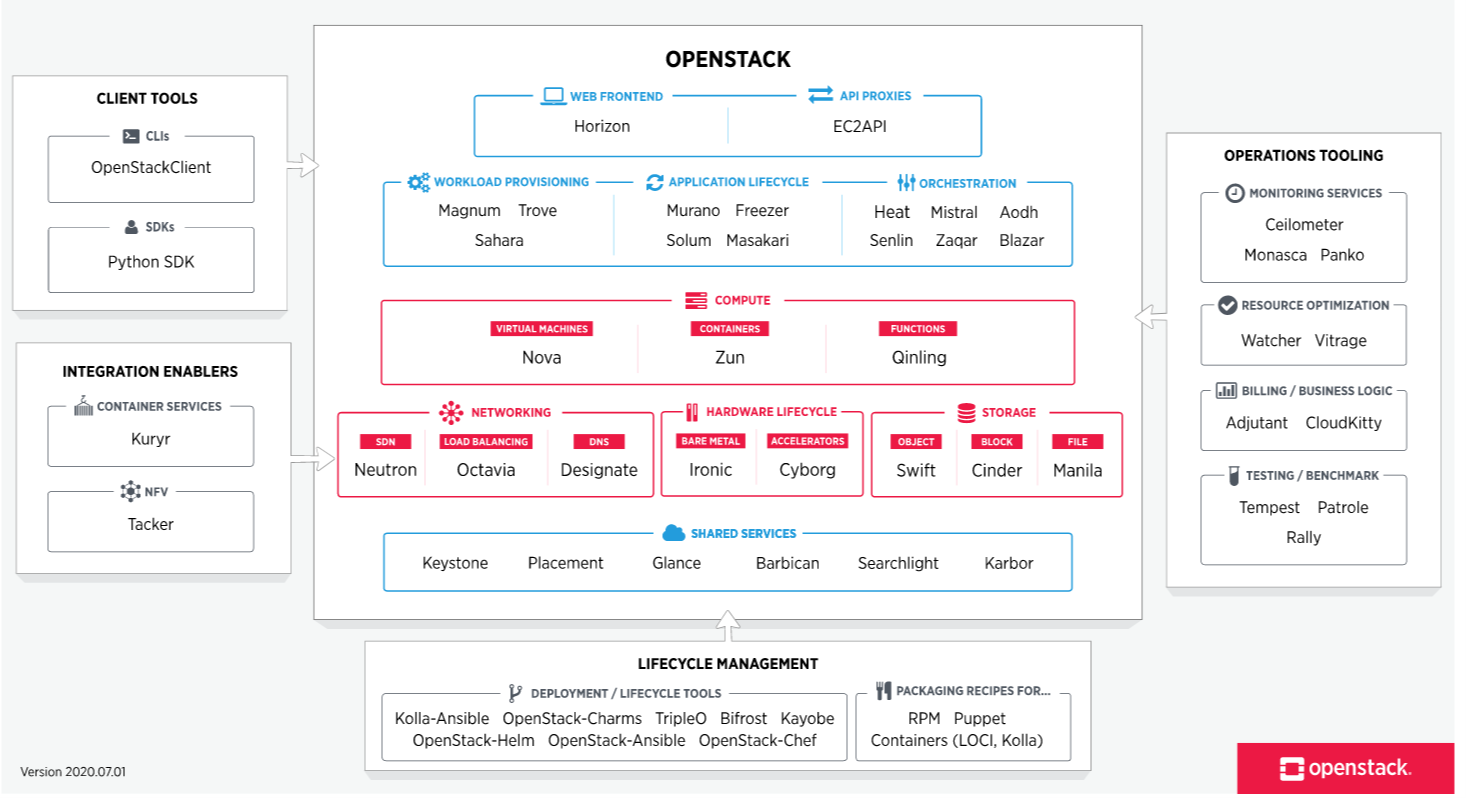 OPENSTACK
WEB FRONTEND
Horizon
API PROXIES
EC2API
WORKLOAD PROVISIONING
Magnum Trove
Sahara
APPLICATION LIFECYCLE
Murano Freezer
Solum Masakari
ORCHESTRATION
Heat Mistral Aodh
Senlin Zaqar Blazar
COMPUTE
VIRTUAL MACHINES
Nova
CONTAINERS
Zun
FUNCTIONS
Qinling
NETWORKING
SDN
Neutron
LOAD BALANCING
Octavia
DNS
Designate
HARDWARE LIFECYCLE
BARE METAL
Ironic
ACCELERATORS
Cyborg
STORAGE
OBJECT
Swift
BLOCK
Cinder
FILE
Manila
SHARED SERVICES
Keystone Placement Glance Barbican Searchlight Karbor
CLIENT TOOLS
CLIs
OpenStackClient
SDKs
Python SDK
INTEGRATION ENABLERS
CONTAINER SERVICES
Kuryr
NFV
Tacker
OPERATIONS TOOLING
MONITORING SERVICES
Ceilometer
Monasca Panko
RESOURCE OPTIMIZATION
Watcher Vitrage
BILLING / BUSINESS LOGIC
Adjutant CloudKitty
TESTING / BENCHMARK
Tempest Patrole
Rally
LIFECYCLE MANAGEMENT
DEPLOYMENT / LIFECYCLE TOOLS
Kolla-Ansible OpenStack-Charms TripleO Bifrost Kayobe
OpenStack-Helm OpenStack-Ansible OpenStack-Chef
PACKAGING RECIPES FOR...
RPM Puppet
Containers (LOCI, Kolla)
Version 2020.07.01
openstack.